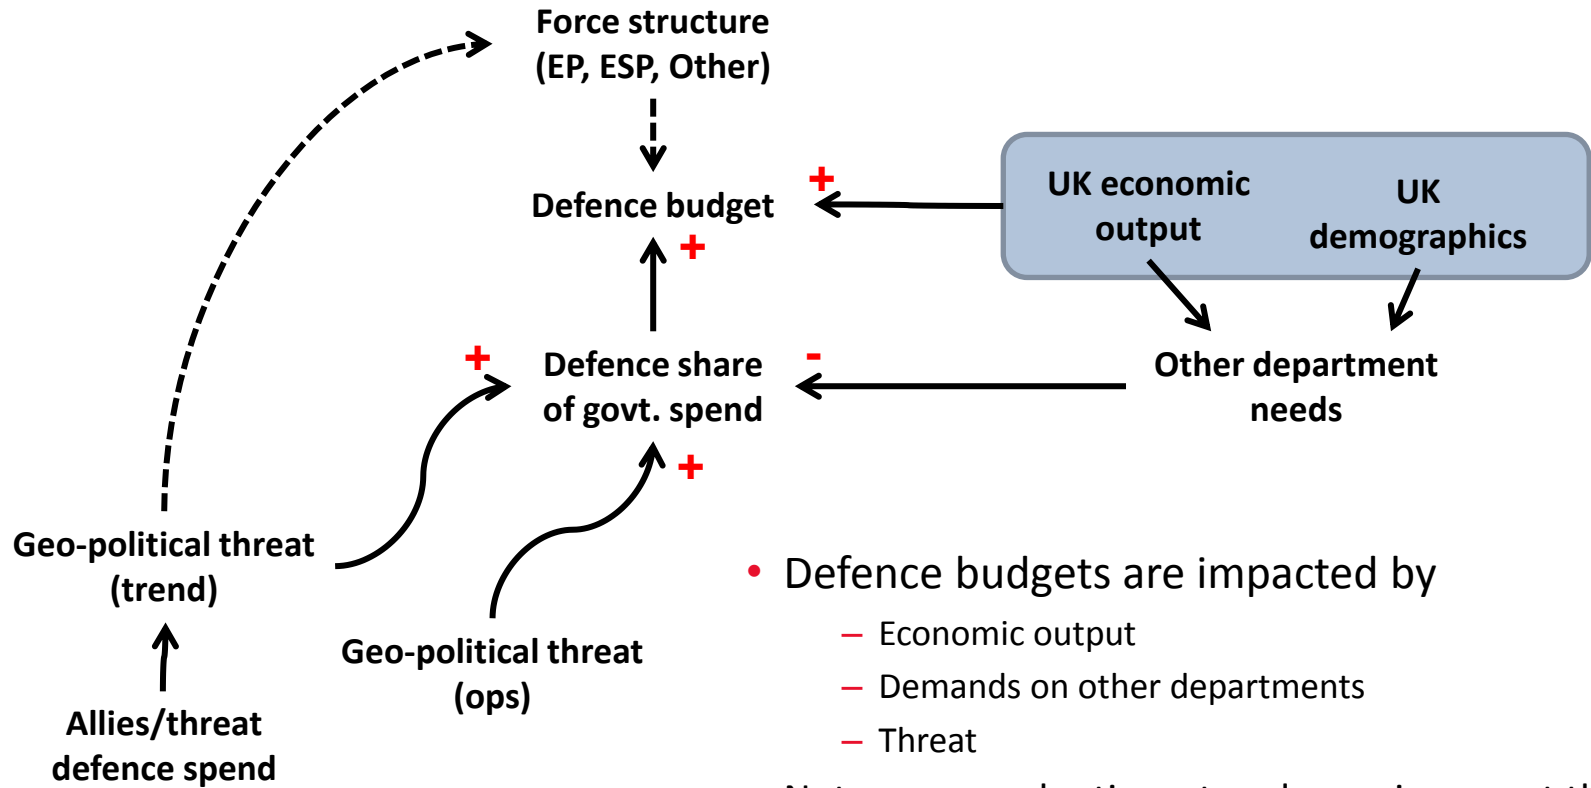 Force structure
(EP, ESP, Other)
Defence budget
+
+
UK economic
output
UK
demographics
+
Defence share
of govt. spend
-
Other department
needs
+
Geo-political threat
(trend)
Geo-political threat
(ops)
Allies/threat
defence spend
• Defence budgets are impacted by
– Economic output
– Demands on other departments
– Threat